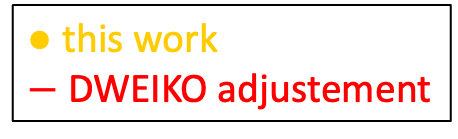 ● this work
— DWEIKO adjustement